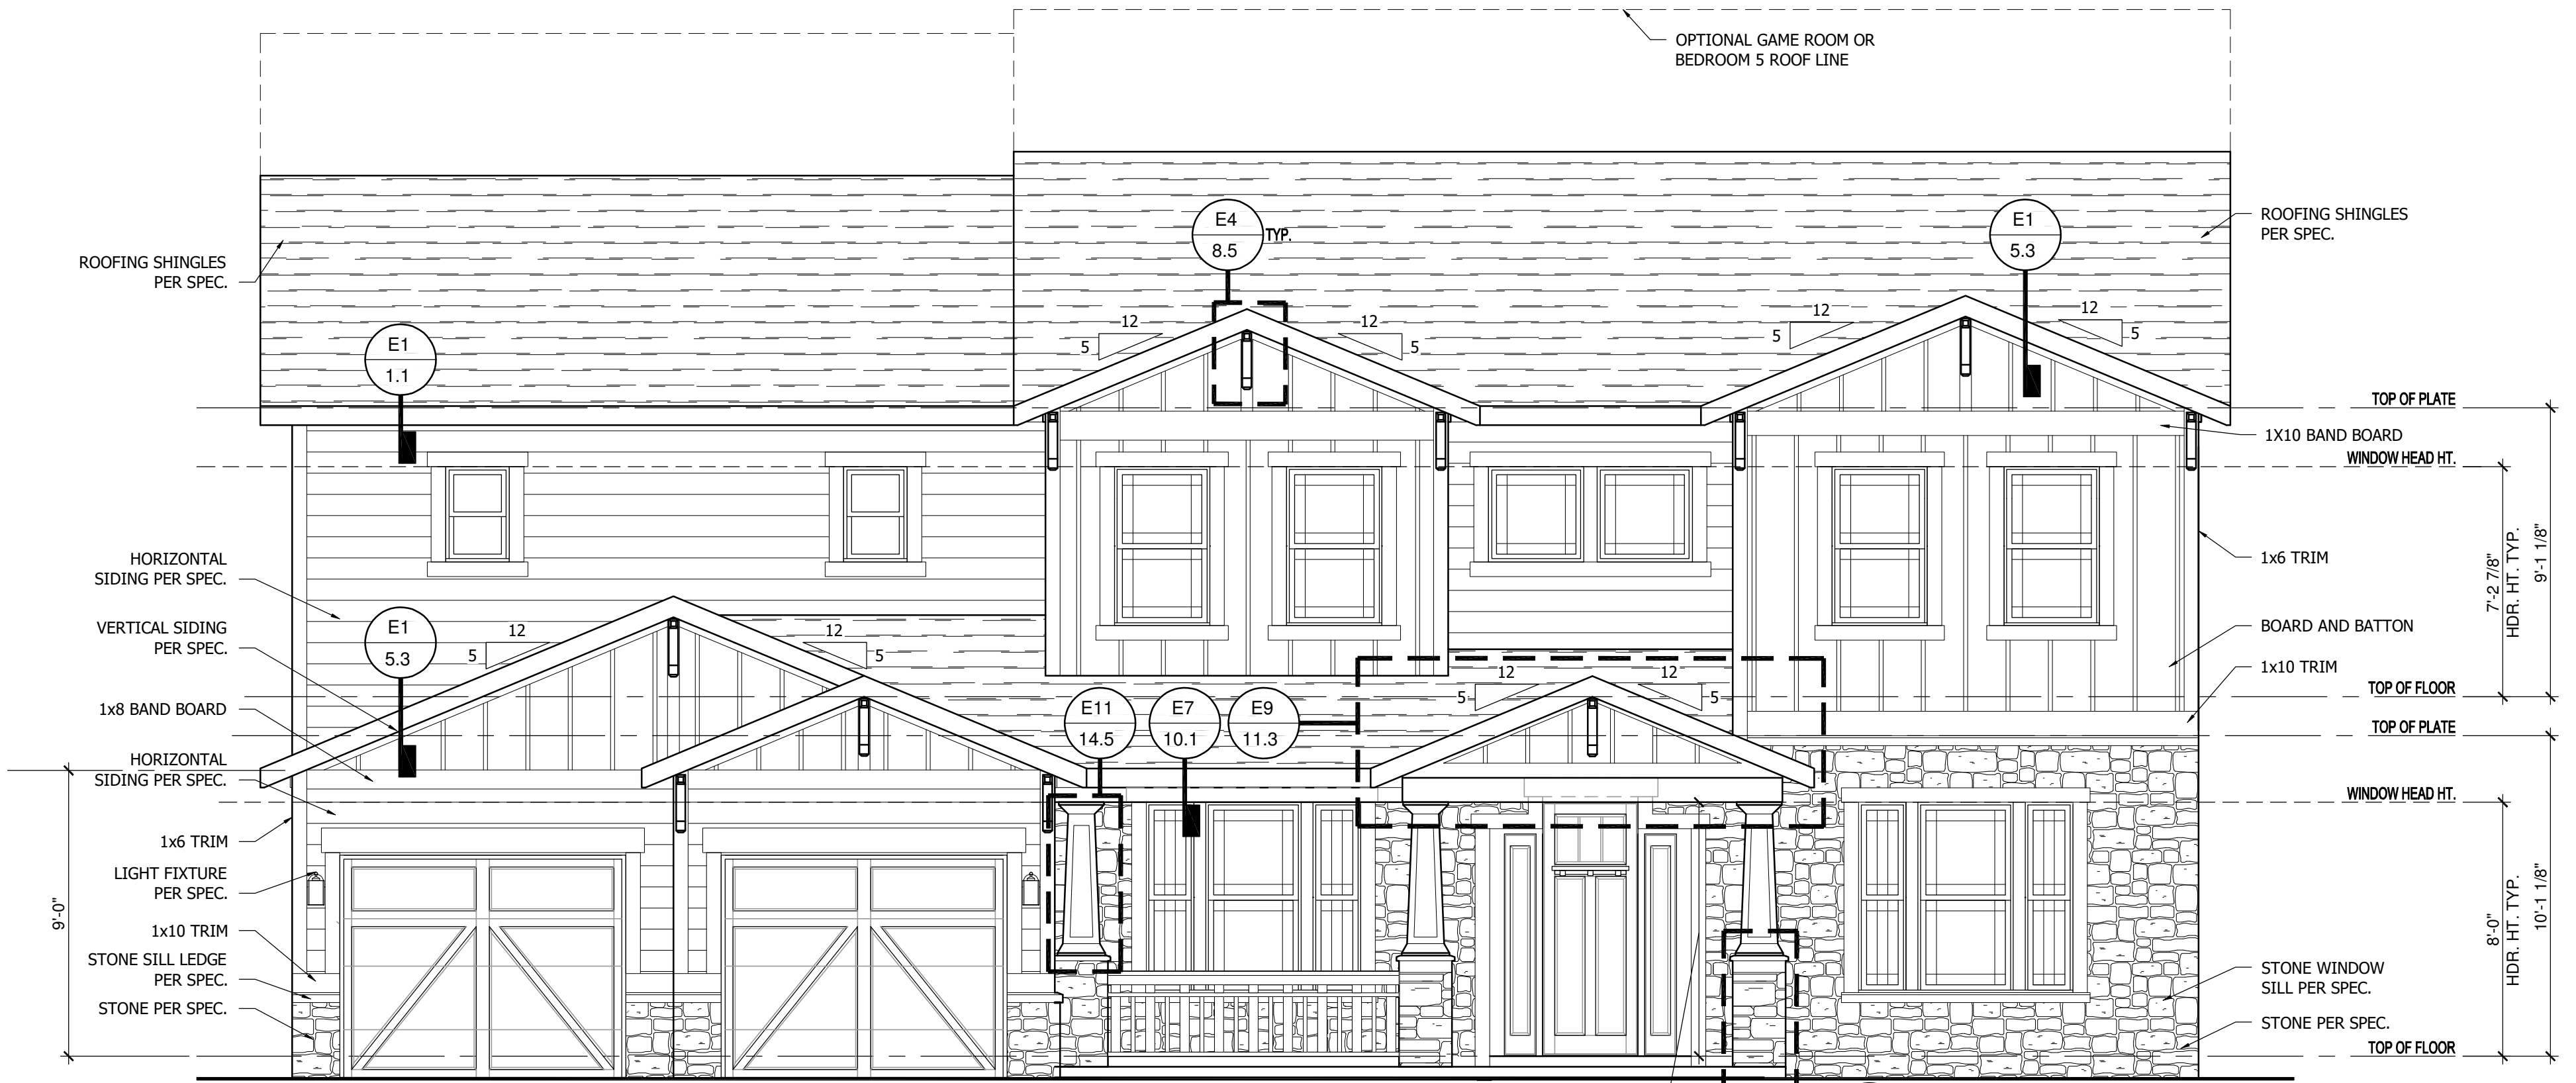 OPTIONAL GAME ROOM OR
BEDROOM 5 ROOF LINE
ROOFING SHINGLES
PER SPEC.
E4
8.5
TYP.
E1
5.3
ROOFING SHINGLES
PER SPEC.
E1
1.1
12
5
12
5
12
5
12
5
TOP OF PLATE
1X10 BAND BOARD
WINDOW HEAD HT.
7'-2 7/8"
HDR. HT. TYP.
9'-1 1/8"
1x6 TRIM
BOARD AND BATTON
1x10 TRIM
TOP OF FLOOR
TOP OF PLATE
HORIZONTAL
SIDING PER SPEC.
VERTICAL SIDING
PER SPEC.
E1
5.3
12
5
12
5
12
5
12
5
1x8 BAND BOARD
E11
14.5
E7
10.1
E9
11.3
HORIZONTAL
SIDING PER SPEC.
WINDOW HEAD HT.
1x6 TRIM
LIGHT FIXTURE
PER SPEC.
9'-0"
1x10 TRIM
STONE SILL LEDGE
PER SPEC.
STONE PER SPEC.
8'-0"
HDR. HT. TYP.
10'-1 1/8"
STONE WINDOW
SILL PER SPEC.
STONE PER SPEC.
TOP OF FLOOR